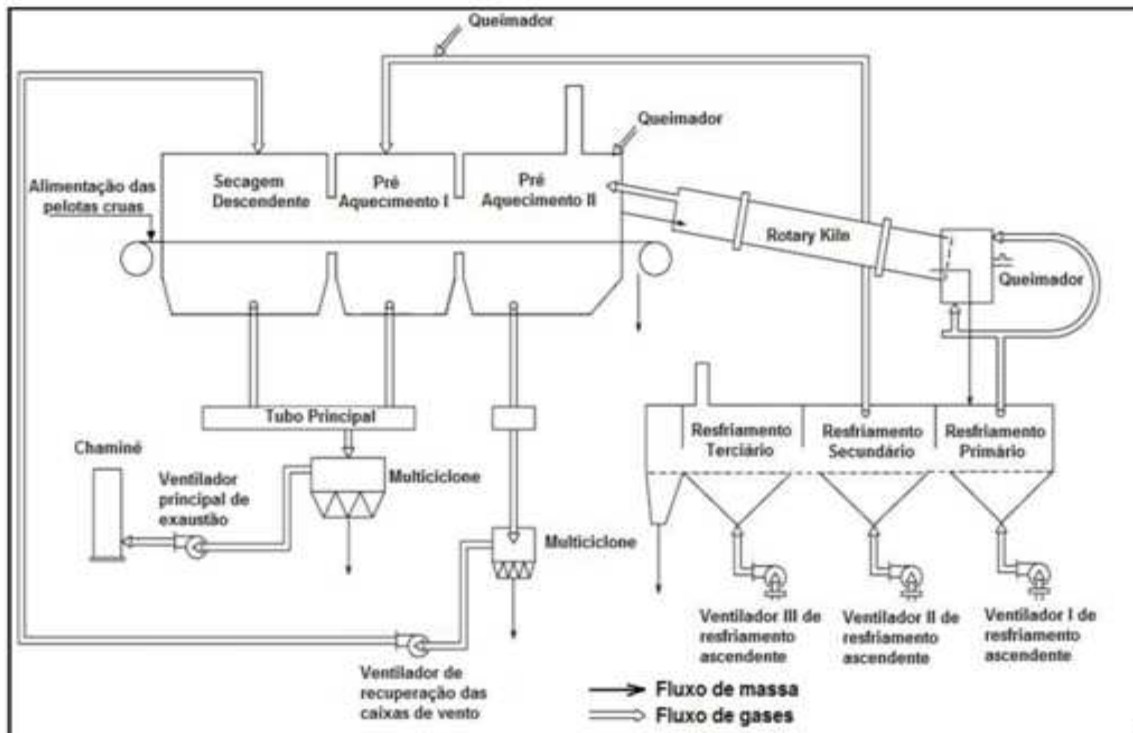 Queimador
Queimador
Alimentação das
pelotas cruas
Secagem
Descendente
Pré
Aquecimento I
Pré
Aquecimento II
Rotary Kiln
Queimador
Tubo Principal
Chaminé
Ventilador
principal de
exaustão
Multiciclone
Multiciclone
Resfriamento
Terciário
Resfriamento
Secundário
Resfriamento
Primário
Ventilador III de
resfriamento
ascendente
Ventilador II de
resfriamento
ascendente
Ventilador I de
resfriamento
ascendente
Ventilador de
recuperação das
caixas de vento
Fluxo de massa
Fluxo de gases